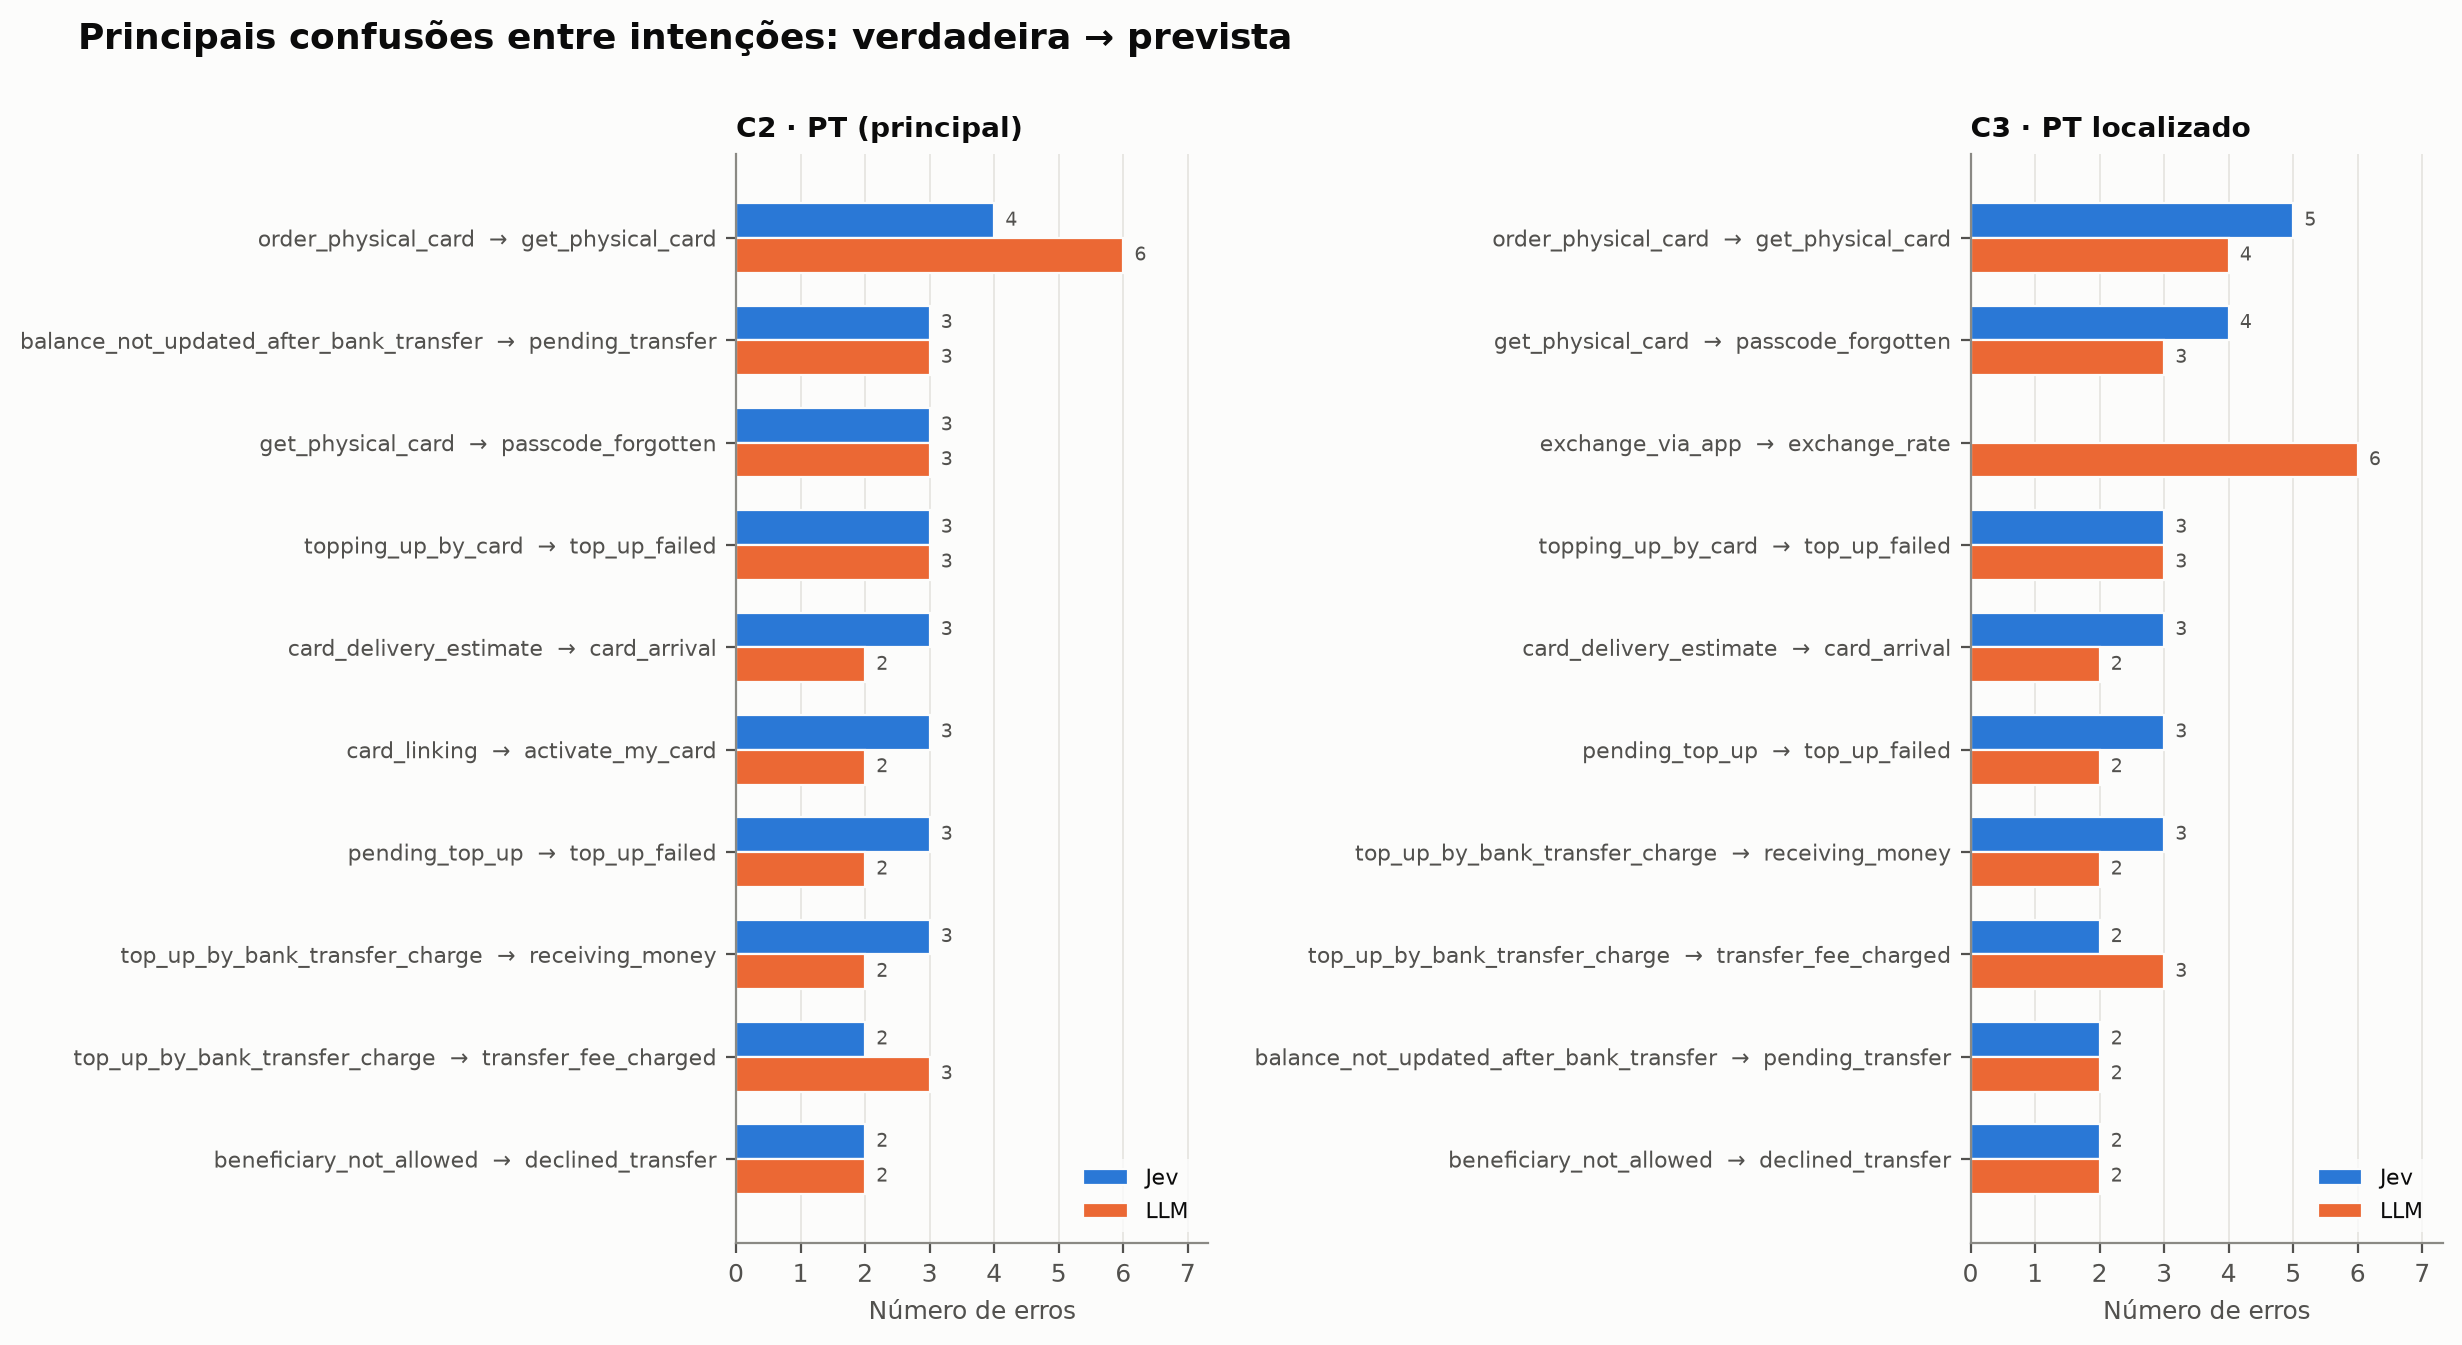 Principais confusões entre intenções: verdadeira → prevista
C2 · PT (principal)
order_physical_card → get_physical_card
4
6
balance_not_updated_after_bank_transfer → pending_transfer
3
3
get_physical_card → passcode_forgotten
3
3
topping_up_by_card → top_up_failed
3
3
card_delivery_estimate → card_arrival
3
2
card_linking → activate_my_card
3
2
pending_top_up → top_up_failed
3
2
top_up_by_bank_transfer_charge → receiving_money
3
2
top_up_by_bank_transfer_charge → transfer_fee_charged
2
3
beneficiary_not_allowed → declined_transfer
2
2
Jev
LLM
0 1 2 3 4 5 6 7
Número de erros
C3 · PT localizado
order_physical_card → get_physical_card
5
4
get_physical_card → passcode_forgotten
4
3
exchange_via_app → exchange_rate
6
topping_up_by_card → top_up_failed
3
3
card_delivery_estimate → card_arrival
3
2
pending_top_up → top_up_failed
3
2
top_up_by_bank_transfer_charge → receiving_money
3
2
top_up_by_bank_transfer_charge → transfer_fee_charged
2
3
balance_not_updated_after_bank_transfer → pending_transfer
2
2
beneficiary_not_allowed → declined_transfer
2
2
Jev
LLM
0 1 2 3 4 5 6 7
Número de erros